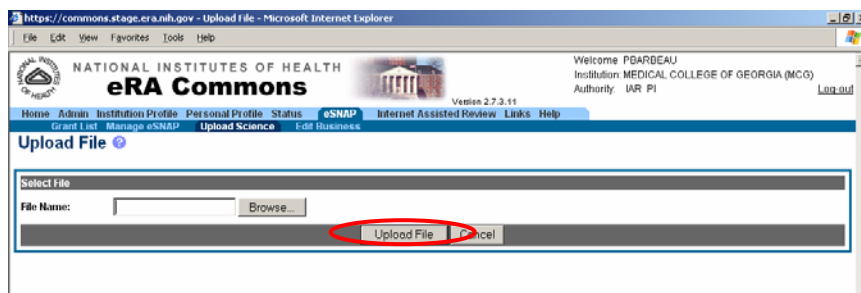 https://commons.stage.era.nih.gov - Upload File - Microsoft Internet Explorer
File Edit View Favorites Tools Help
NATIONAL INSTITUTES OF HEALTH
eRA Commons
Version 2.7.3.11
Welcome PBARBEAU
Institution: MEDICAL COLLEGE OF GEORGIA (MCG)
Authority: IAR PI
Log-out
Home Admin Institution Profile Personal Profile Status eSNAP Internet Assisted Review Links Help
Grant List Manage eSNAP Upload Science Edit Business
Upload File ?
Select File
File Name: Browse...
Upload File Cancel